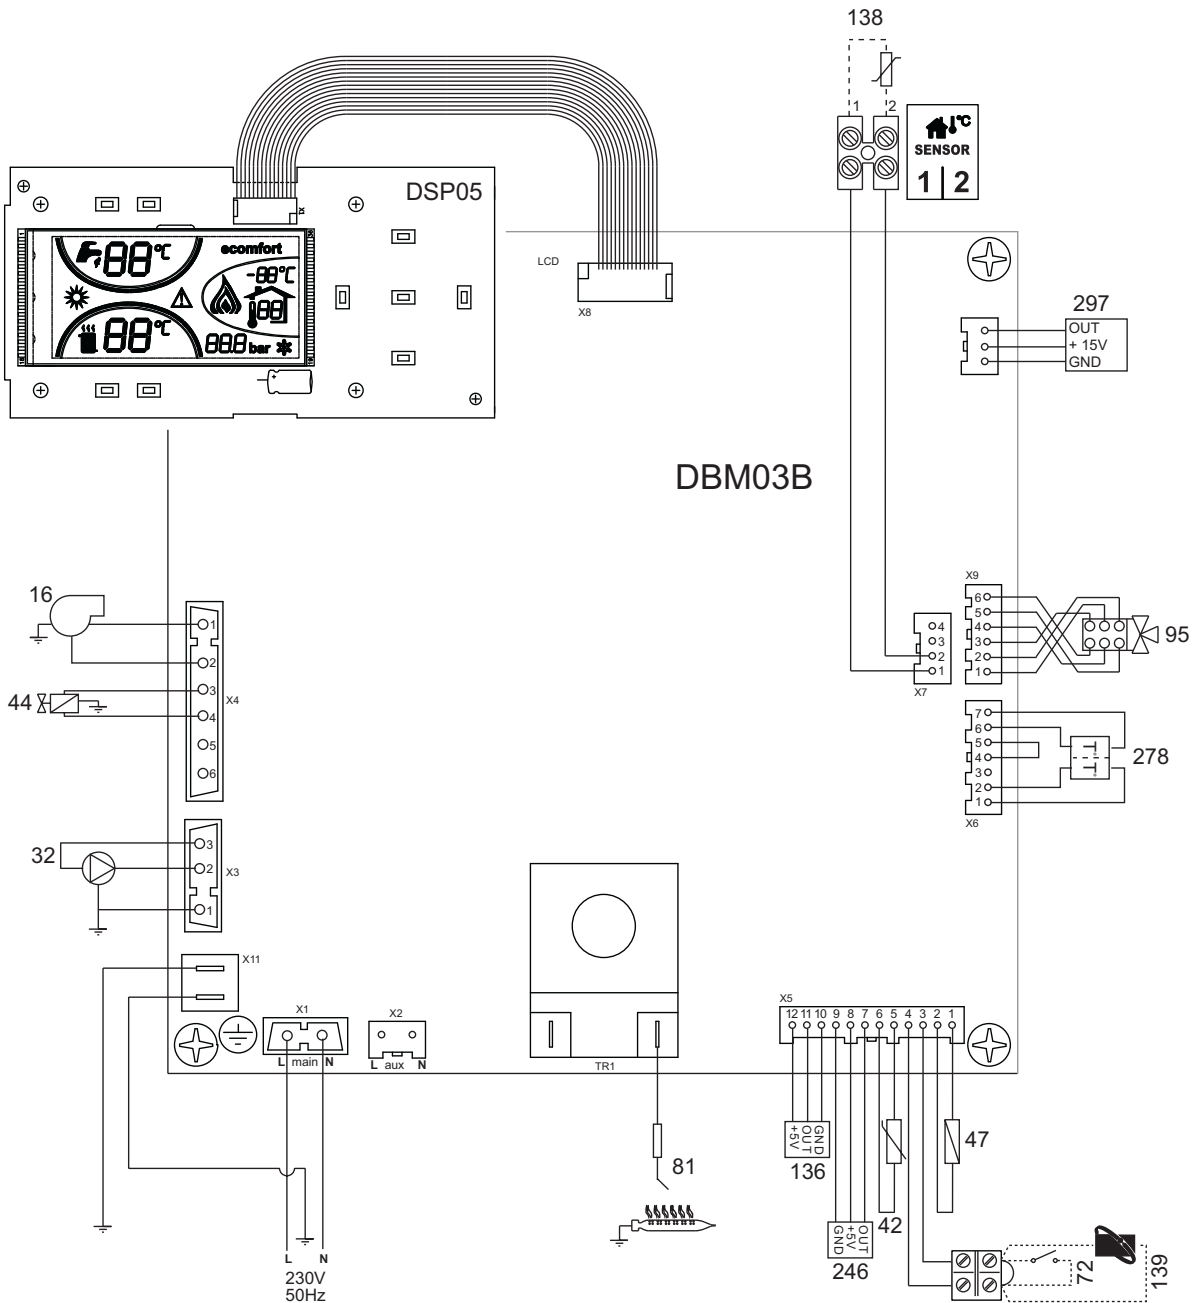 138
1 2
°C
SENSOR
1 | 2
DSP05
X1
ecomfort
88°C
-88°C
88
88°C
88.8 bar
LCD
X8
297
OUT
+ 15V
GND
DBM03B
16
1
2
44
3
4
5
6
X4
X9
6
5
4
3
2
1
95
4
3
2
1
X7
7
6
5
4
3
2
1
278
X6
32
3
2
1
X3
X11
X1
L main N
X2
L aux N
TR1
X5
12 11 10 9 8 7 6 5 4 3 2 1
GND
OUT
+5V
136
81
47
42
OUT
+5V
GND
246
72
139
L N
230V
50Hz